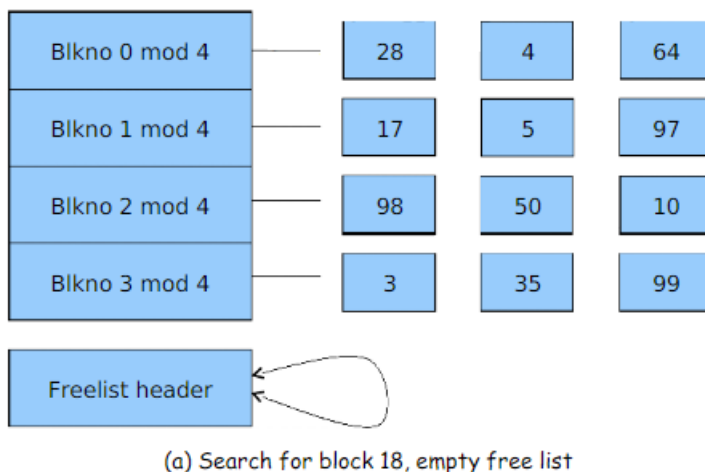 Blkno 0 mod 4 28 4 64
Blkno 1 mod 4 17 5 97
Blkno 2 mod 4 98 50 10
Blkno 3 mod 4 3 35 99
Freelist header
(a) Search for block 18, empty free list